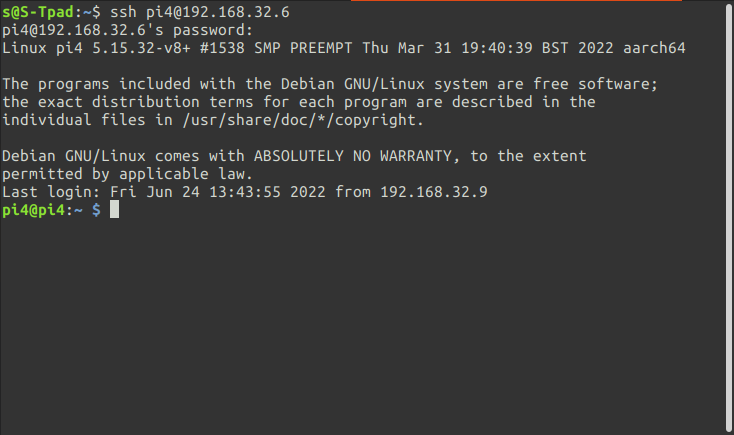 s@S-Tpad:~$ ssh pi4@192.168.32.6
pi4@192.168.32.6's password:
Linux pi4 5.15.32-v8+ #1538 SMP PREEMPT Thu Mar 31 19:40:39 BST 2022 aarch64

The programs included with the Debian GNU/Linux system are free software;
the exact distribution terms for each program are described in the
individual files in /usr/share/doc/*/copyright.

Debian GNU/Linux comes with ABSOLUTELY NO WARRANTY, to the extent
permitted by applicable law.
Last login: Fri Jun 24 13:43:55 2022 from 192.168.32.9
pi4@pi4:~ $